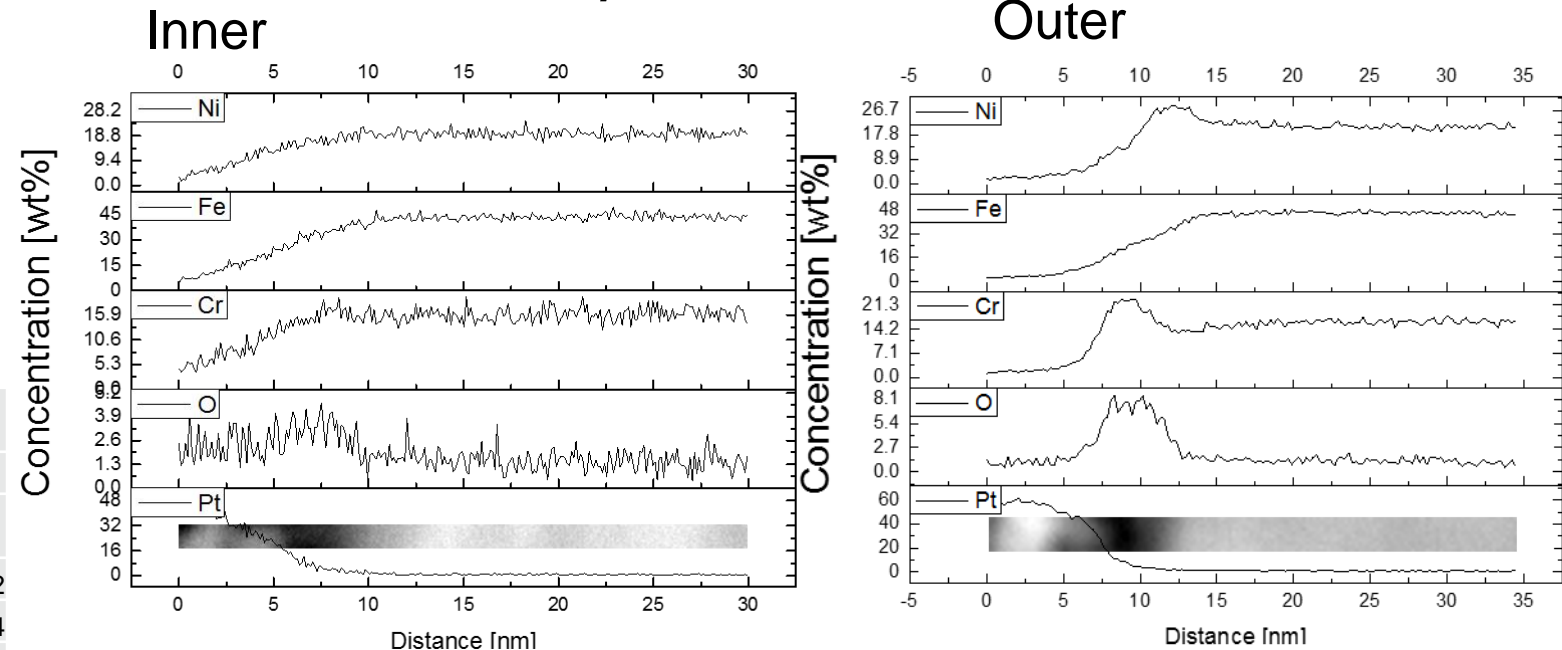 Inner
0 5 10 15 20 25 30
Concentration [wt%]
Ni
28.2
18.8
9.4
0.0
Fe
45
30
15
0
Cr
15.9
10.6
5.3
0.0
O
5.2
3.9
2.6
1.3
0.0
Pt
48
32
16
0
0 5 10 15 20 25 30
Distance [nm]
Outer
-5 0 5 10 15 20 25 30 35
Concentration [wt%]
Ni
26.7
17.8
8.9
0.0
Fe
48
32
16
0
Cr
21.3
14.2
7.1
0.0
O
8.1
5.4
2.7
0.0
Pt
60
40
20
0
-5 0 5 10 15 20 25 30 35
Distance [nm]